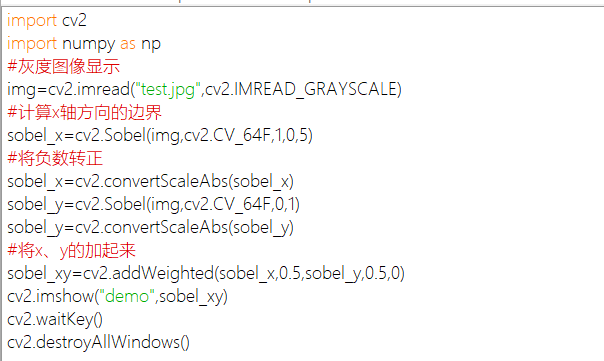 import cv2
import numpy as np
#灰度图像显示
img=cv2.imread("test.jpg",cv2.IMREAD_GRAYSCALE)
#计算x轴方向的边界
sobel_x=cv2.Sobel(img,cv2.CV_64F,1,0,5)
#将负数转正
sobel_x=cv2.convertScaleAbs(sobel_x)
sobel_y=cv2.Sobel(img,cv2.CV_64F,0,1)
sobel_y=cv2.convertScaleAbs(sobel_y)
#将x、y的加起来
sobel_xy=cv2.addWeighted(sobel_x,0.5,sobel_y,0.5,0)
cv2.imshow("demo",sobel_xy)
cv2.waitKey()
cv2.destroyAllWindows()